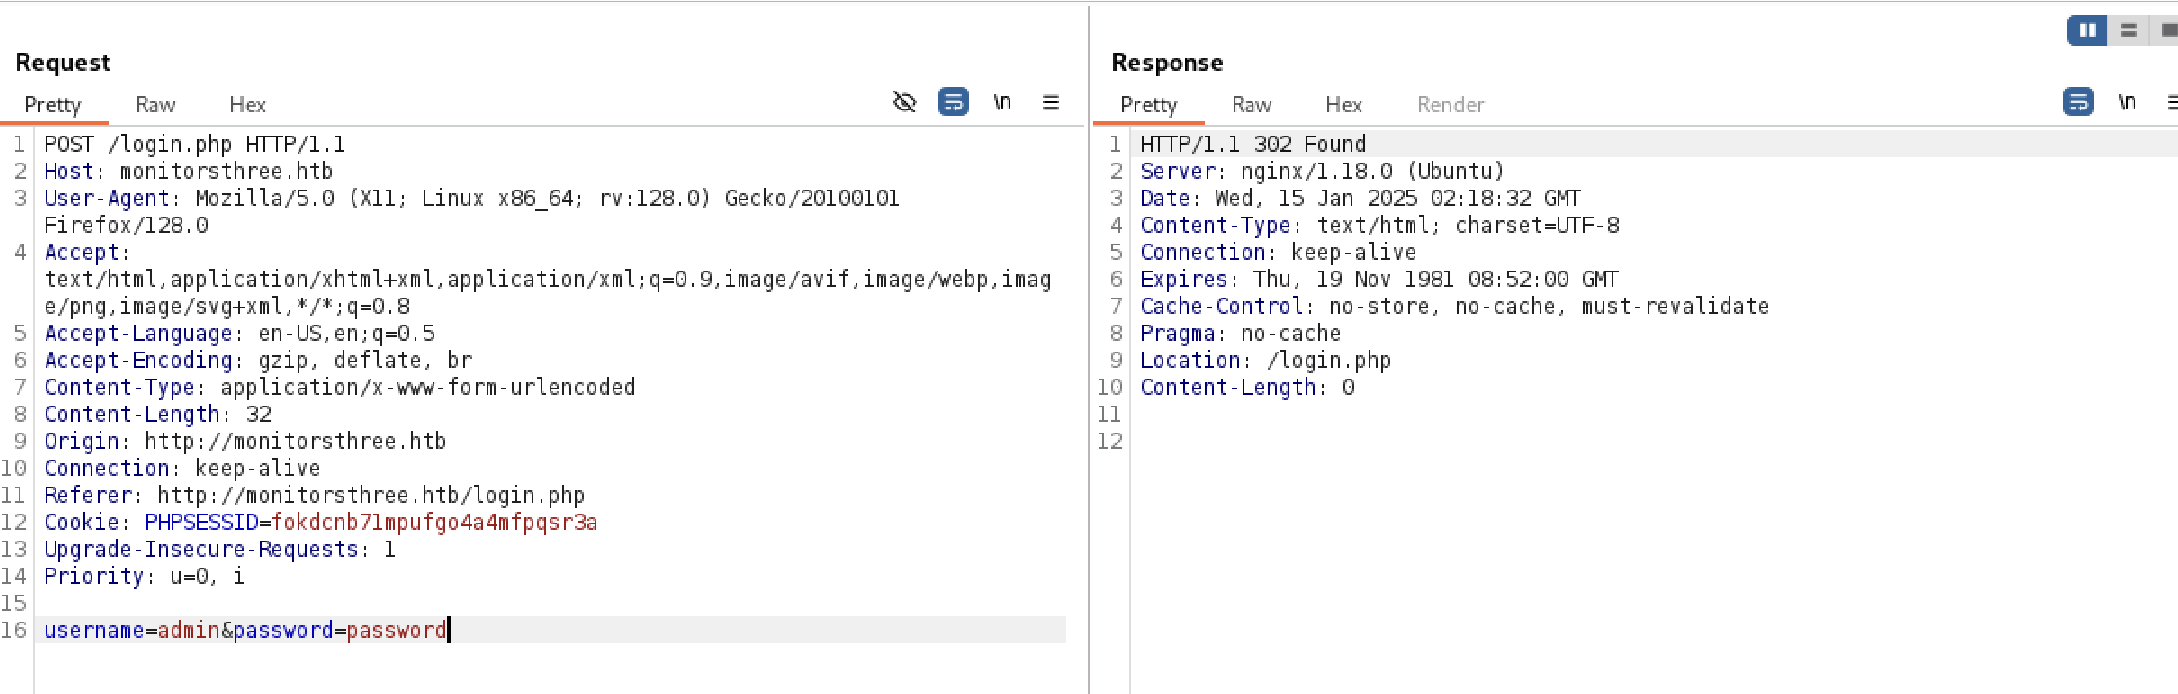 Request
Pretty Raw Hex
\n
1 POST /login.php HTTP/1.1
2 Host: monitorsthree.htb
3 User-Agent: Mozilla/5.0 (X11; Linux x86_64; rv:128.0) Gecko/20100101
Firefox/128.0
4 Accept:
text/html,application/xhtml+xml,application/xml;q=0.9,image/avif,image/webp,imag
e/png,image/svg+xml,*/*;q=0.8
5 Accept-Language: en-US,en;q=0.5
6 Accept-Encoding: gzip, deflate, br
7 Content-Type: application/x-www-form-urlencoded
8 Content-Length: 32
9 Origin: http://monitorsthree.htb
10 Connection: keep-alive
11 Referer: http://monitorsthree.htb/login.php
12 Cookie: PHPSESSID=fokdcnb7lmpufgo4a4mfpqsr3a
13 Upgrade-Insecure-Requests: 1
14 Priority: u=0, i
15
16 username=admin&password=password
Response
Pretty Raw Hex Render
\n
1 HTTP/1.1 302 Found
2 Server: nginx/1.18.0 (Ubuntu)
3 Date: Wed, 15 Jan 2025 02:18:32 GMT
4 Content-Type: text/html; charset=UTF-8
5 Connection: keep-alive
6 Expires: Thu, 19 Nov 1981 08:52:00 GMT
7 Cache-Control: no-store, no-cache, must-revalidate
8 Pragma: no-cache
9 Location: /login.php
10 Content-Length: 0
11
12